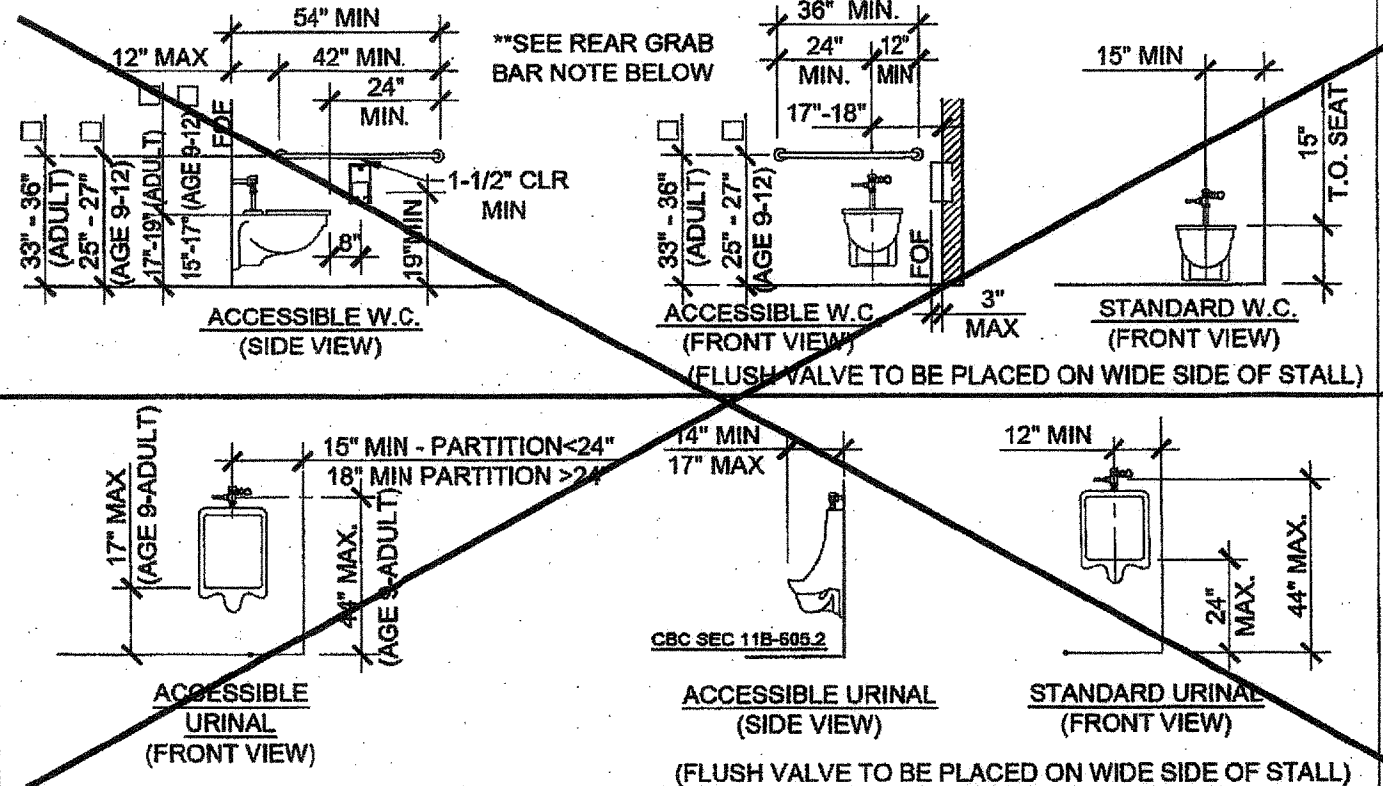 54" MIN
12" MAX
42" MIN.
24"
MIN.
**SEE REAR GRAB
BAR NOTE BELOW
FOE
33" - 36"
(ADULT)
25" - 27"
(AGE 9-12)
17"-19" (ADULT)
15"-17" (AGE 9-12)
1-1/2" CLR
MIN
8"
19"MIN
ACCESSIBLE W.C.
(SIDE VIEW)
36" MIN.
24"
MIN.
12"
MIN
17"-18"
33" - 36"
(ADULT)
25" - 27"
(AGE 9-12)
FOF
3"
MAX
ACCESSIBLE W.C.
(FRONT VIEW)
15" MIN
15"
T.O. SEAT
STANDARD W.C.
(FRONT VIEW)
(FLUSH VALVE TO BE PLACED ON WIDE SIDE OF STALL)
17" MAX
(AGE 9-ADULT)
15" MIN - PARTITION<24"
18" MIN PARTITION >24"
44" MAX.
(AGE 9-ADULT)
ACCESSIBLE
URINAL
(FRONT VIEW)
14" MIN
17" MAX
CBC SEC 11B-605.2
ACCESSIBLE URINAL
(SIDE VIEW)
12" MIN
24"
MAX.
44" MAX.
STANDARD URINAL
(FRONT VIEW)
(FLUSH VALVE TO BE PLACED ON WIDE SIDE OF STALL)